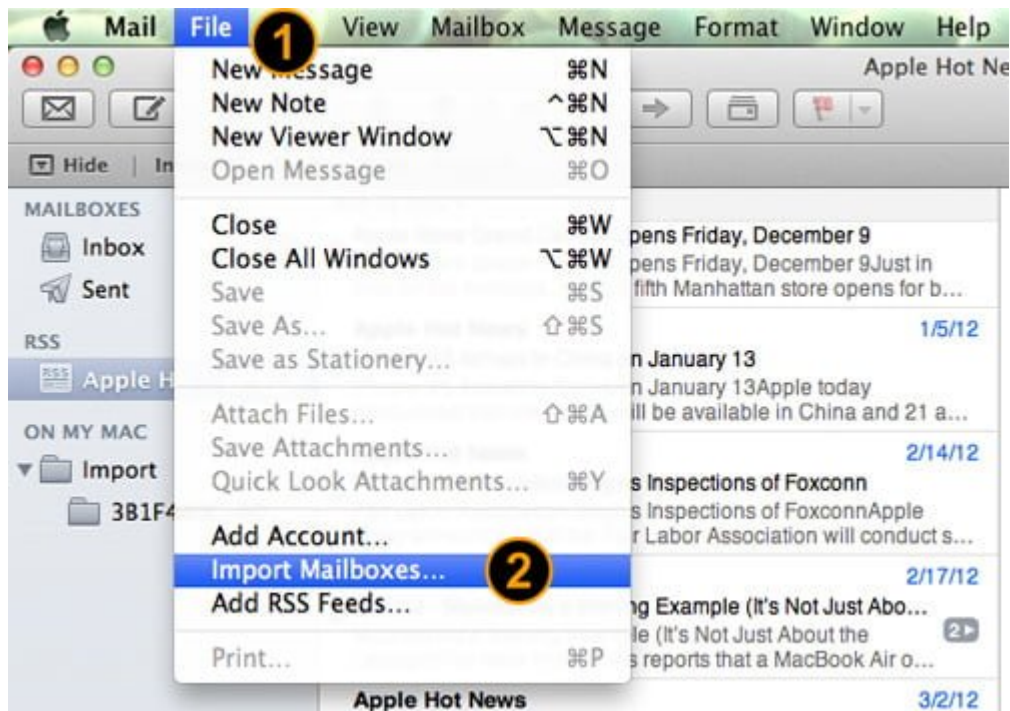 Mail File View Mailbox Message Format Window Help
1
Apple Hot Ne
New Message ⌘N
New Note ^⌘N
New Viewer Window ⌥⌘N
Open Message ⌘O
Hide In
Close ⌘W
Close All Windows ⌥⌘W
Save ⌘S
Save As... ⇧⌘S
Save as Stationery...
Attach Files... ⇧⌘A
Save Attachments...
Quick Look Attachments... ⌘Y
Add Account...
Import Mailboxes... 2
Add RSS Feeds...
Print... ⌘P
MAILBOXES
Inbox
Sent
RSS
RSS Apple H
ON MY MAC
Import
3B1F4
pens Friday, December 9
pens Friday, December 9Just in
fifth Manhattan store opens for b...
1/5/12
n January 13
n January 13Apple today
ill be available in China and 21 a...
2/14/12
s Inspections of Foxconn
s Inspections of FoxconnApple
r Labor Association will conduct s...
2/17/12
ng Example (It's Not Just Abo...
le (It's Not Just About the
2
s reports that a MacBook Air o...
Apple Hot News 3/2/12